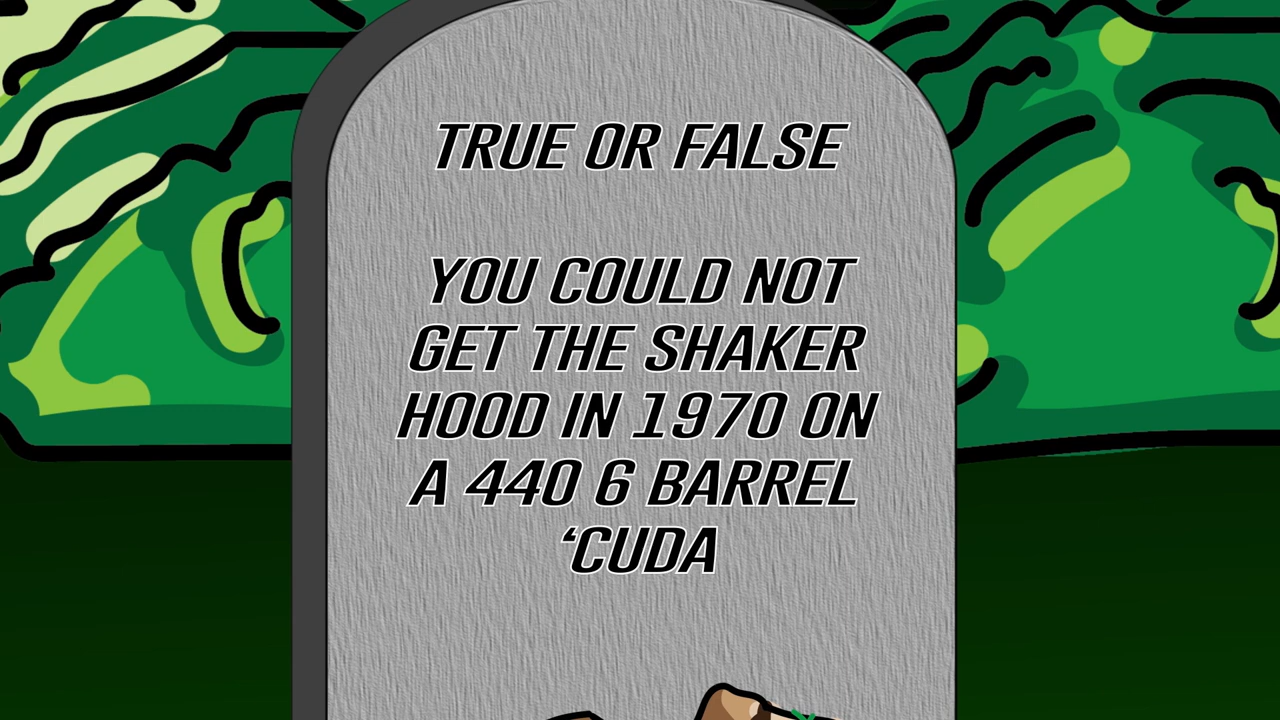 TRUE OR FALSE
YOU COULD NOT
GET THE SHAKER
HOOD IN 1970 ON
A 440 6 BARREL
‘CUDA